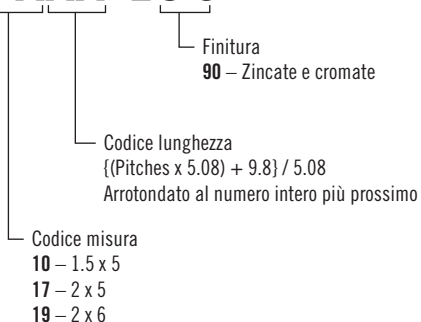 Finitura
90 – Zincate e cromate
Codice lunghezza
{(Pitches x 5.08) + 9.8} / 5.08
Arrotondato al numero intero più prossimo
Codice misura
10 – 1.5 x 5
17 – 2 x 5
19 – 2 x 6